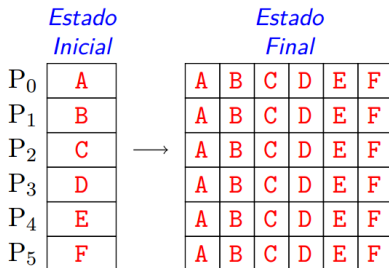 Estado Estado
Inicial Final
P0 A A B C D E F
P1 B A B C D E F
P2 C A B C D E F
P3 D A B C D E F
P4 E A B C D E F
P5 F A B C D E F